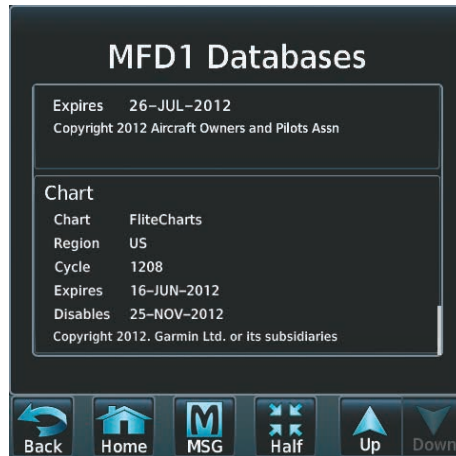 MFD1 Databases
Expires 26-JUL-2012
Copyright 2012 Aircraft Owners and Pilots Assn
Chart
Chart FliteCharts
Region US
Cycle 1208
Expires 16-JUN-2012
Disables 25-NOV-2012
Copyright 2012. Garmin Ltd. or its subsidiaries
Back Home MSG Half Up Down